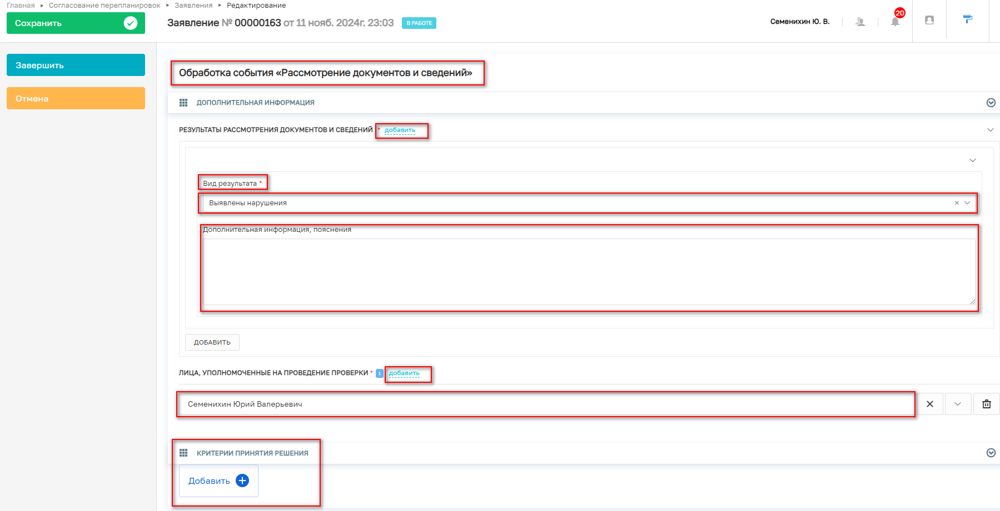 Главная ▸ Согласование перепланировок ▸ Заявления ▸ Редактирование
Сохранить
Заявление № 00000163 от 11 нояб. 2024г. 23:03 В РАБОТЕ
Семенихин Ю. В.
20
Завершить
Отмена
Обработка события «Рассмотрение документов и сведений»
ДОПОЛНИТЕЛЬНАЯ ИНФОРМАЦИЯ
РЕЗУЛЬТАТЫ РАССМОТРЕНИЯ ДОКУМЕНТОВ И СВЕДЕНИЙ * добавить
Вид результата *
Выявлены нарушения
Дополнительная информация, пояснения
ДОБАВИТЬ
ЛИЦА, УПОЛНОМОЧЕННЫЕ НА ПРОВЕДЕНИЕ ПРОВЕРКИ * 1 добавить
Семенихин Юрий Валерьевич
КРИТЕРИИ ПРИНЯТИЯ РЕШЕНИЯ
Добавить